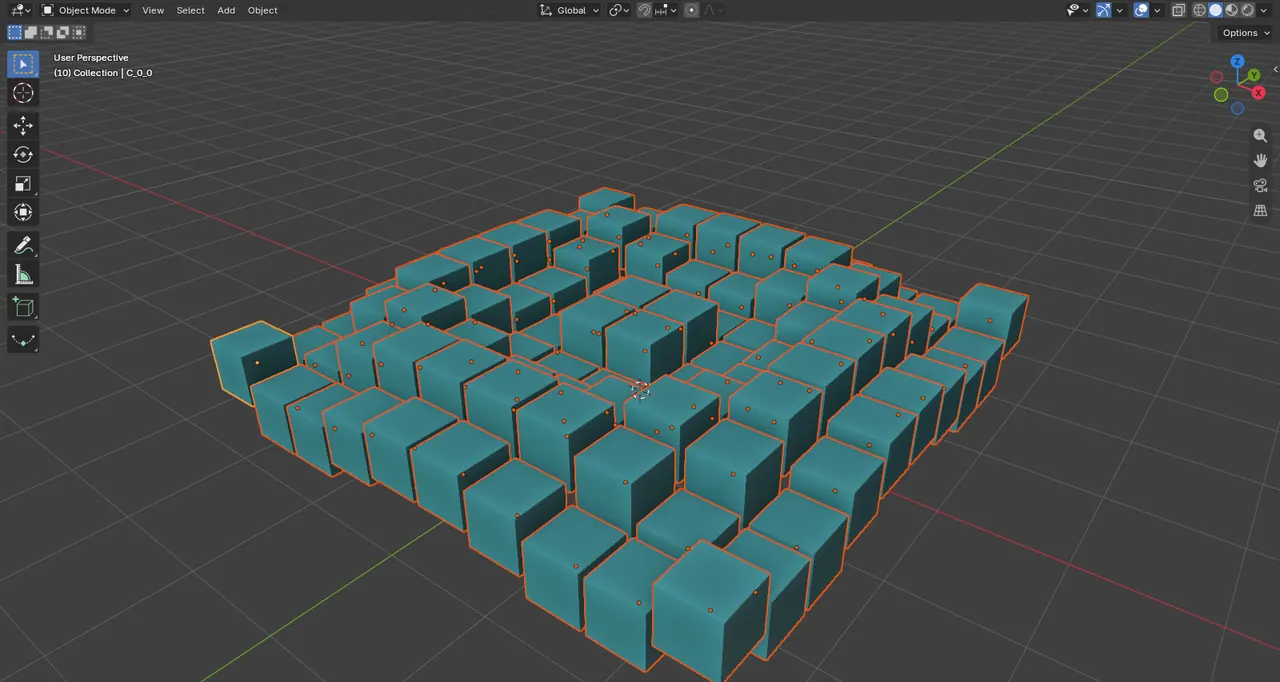 Object Mode View Select Add Object Global
Options
User Perspective
(10) Collection | C_0_0
Z
Y
X